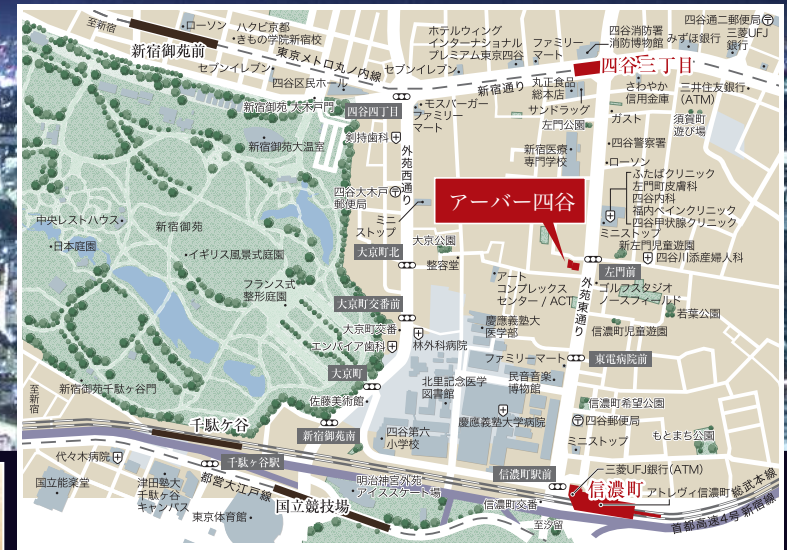 至新宿
新宿御苑前
ローソン
ハクビ京都
きもの学院新宿校
東京メトロ丸ノ内線
セブンイレブン
四谷区民ホール
セブンイレブン
ホテルウィング
インターナショナル
プレミアム東京四谷
ファミリー
マート
四谷消防署
消防博物館
みずほ銀行
四谷通二郵便局
三菱UFJ
銀行
四谷三丁目
新宿通り
丸正食品
総本店
さわやか
信用金庫
三井住友銀行
(ATM)
新宿御苑 大木戸門
四谷四丁目
モスバーガー
ファミリー
マート
サンドラッグ
左門公園
ガスト
須賀町
遊び場
剣持歯科
外苑西通り
新宿御苑大温室
新宿医療
専門学校
四谷警察署
ローソン
ふたばクリニック
左門町皮膚科
四谷内科
福内ペインクリニック
四谷甲状腺クリニック
四谷大木戸
郵便局
アーバー四谷
ミニ
ストップ
ミニストップ
新左門児童遊園
四谷川添産婦人科
中央レストハウス
新宿御苑
日本庭園
イギリス風景式庭園
大京町北
大京公園
整容堂
フランス式
整形庭園
アート
コンプレックス
センター / ACT
左門前
外苑東通り
ゴルフスタジオ
ノースフィールド
若葉公園
大京町交番前
大京町交番
慶應義塾大
医学部
信濃町児童遊園
エンパイア歯科
林外科病院
ファミリーマート
東電病院前
大京町
佐藤美術館
北里記念医学
図書館
民音音楽
博物館
至新宿
新宿御苑千駄ヶ谷門
信濃町希望公園
慶應義塾大学病院
四谷郵便局
千駄ケ谷
新宿御苑南
四谷第六
小学校
ミニストップ
もとまち公園
代々木病院
千駄ヶ谷駅
信濃町駅前
三菱UFJ銀行(ATM)
国立能楽堂
津田塾大
千駄ヶ谷
キャンパス
都営大江戸線
国立競技場
明治神宮外苑
アイススケート場
信濃町
アトレヴィ信濃町
総武本線
信濃町交番
東京体育館
至汐留
首都高速4号 新宿線